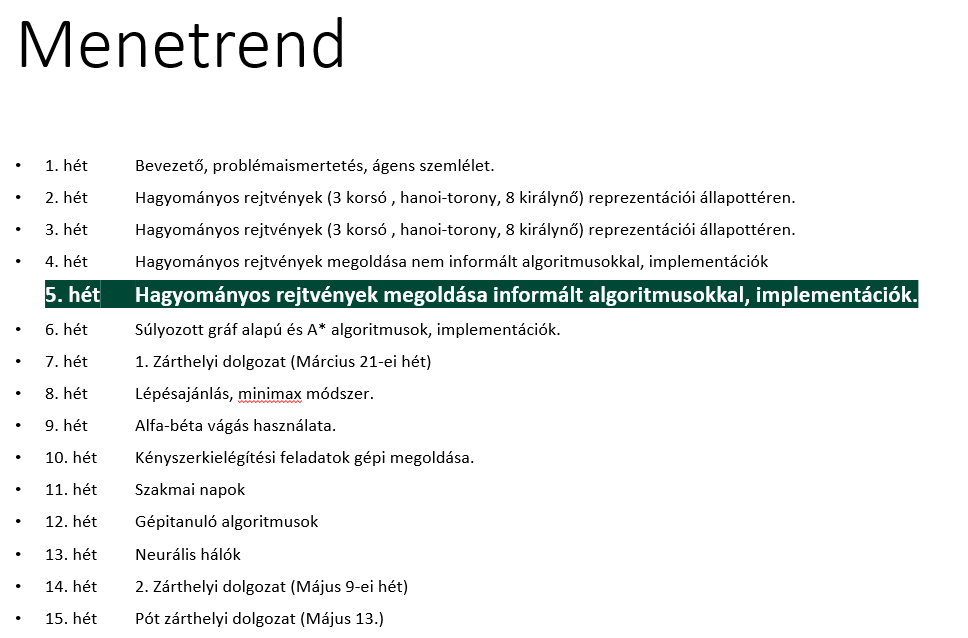 Menetrend
• 1. hét Bevezető, problémaismertetés, ágens szemlélet.
• 2. hét Hagyományos rejtvények (3 korsó , hanoi-torony, 8 királynő) reprezentációi állapottéren.
• 3. hét Hagyományos rejtvények (3 korsó , hanoi-torony, 8 királynő) reprezentációi állapottéren.
• 4. hét Hagyományos rejtvények megoldása nem informált algoritmusokkal, implementációk
5. hét Hagyományos rejtvények megoldása informált algoritmusokkal, implementációk.
• 6. hét Súlyozott gráf alapú és A* algoritmusok, implementációk.
• 7. hét 1. Zárthelyi dolgozat (Március 21-ei hét)
• 8. hét Lépésajánlás, minimax módszer.
• 9. hét Alfa-béta vágás használata.
• 10. hét Kényszerkielégítési feladatok gépi megoldása.
• 11. hét Szakmai napok
• 12. hét Gépitanuló algoritmusok
• 13. hét Neurális hálók
• 14. hét 2. Zárthelyi dolgozat (Május 9-ei hét)
• 15. hét Pót zárthelyi dolgozat (Május 13.)